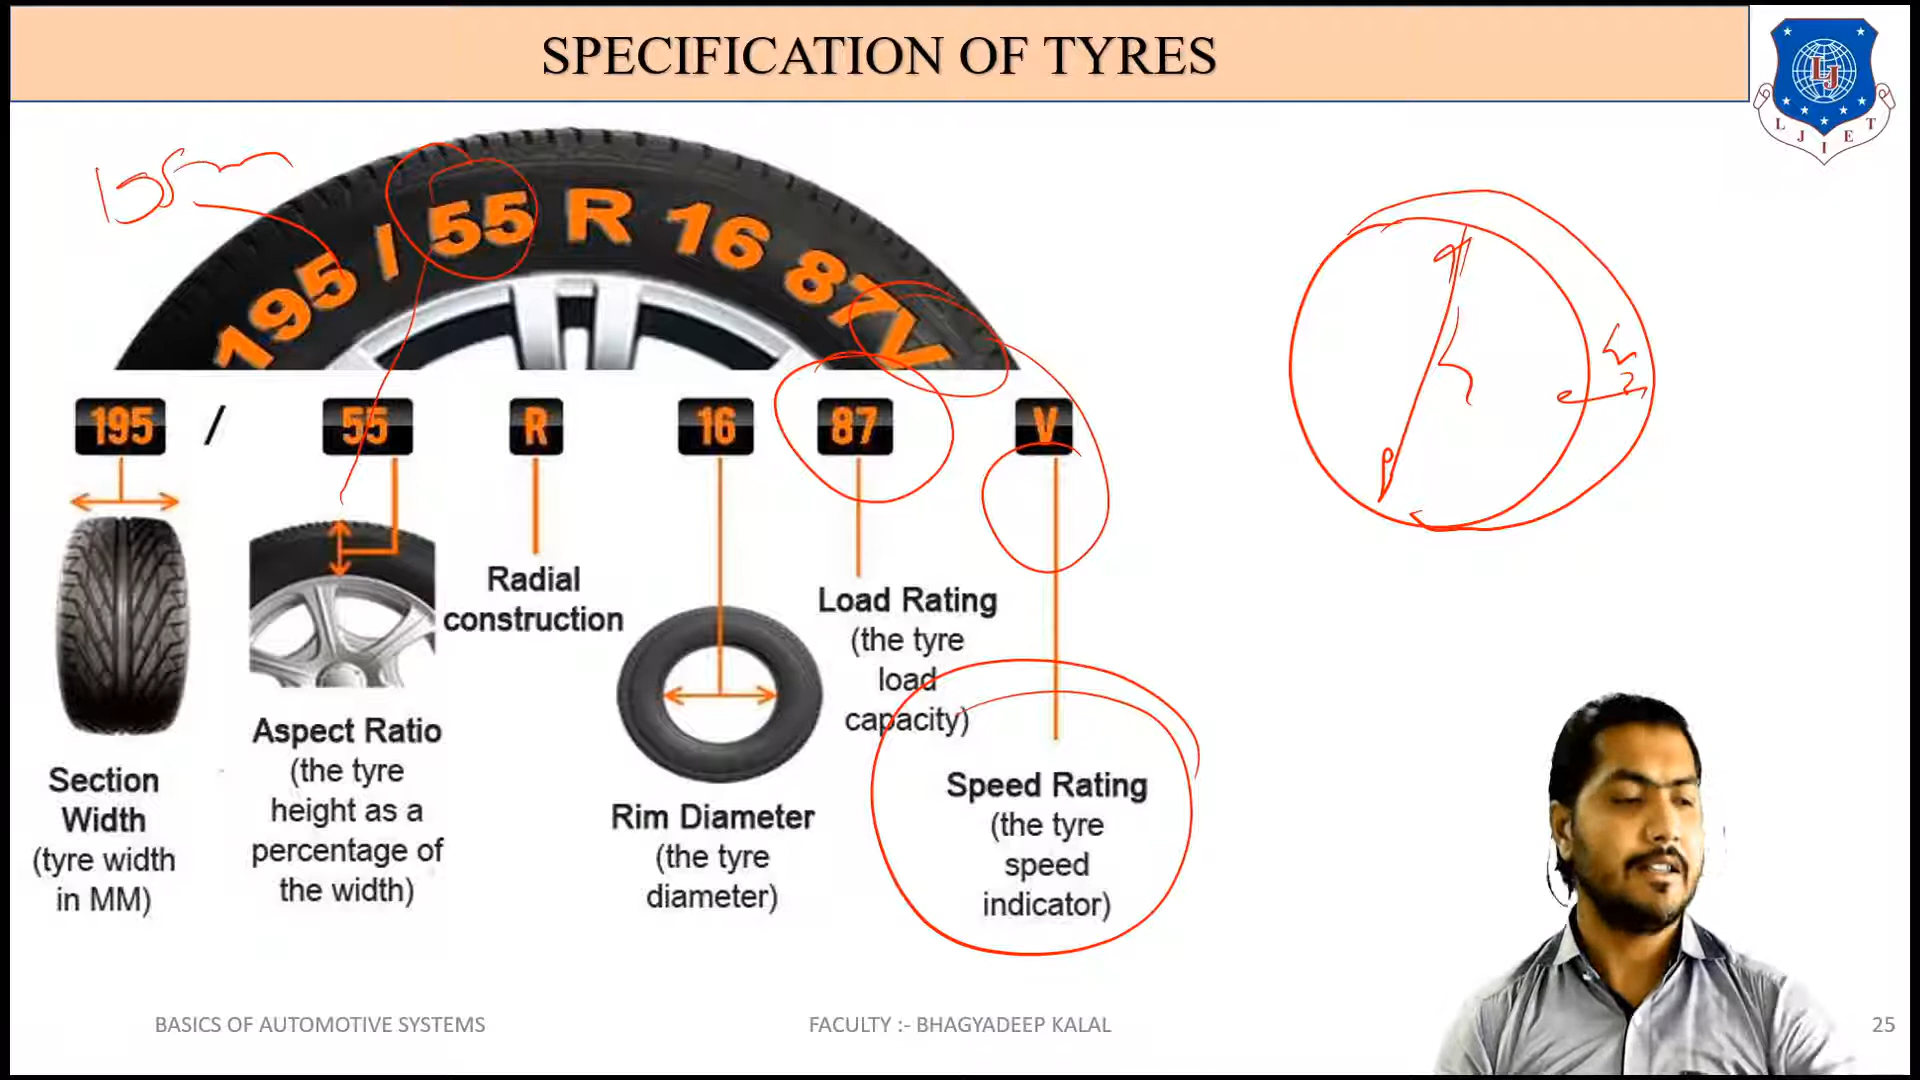 SPECIFICATION OF TYRES
LJ
L J I E T
195 / 55 R 16 87V
195 / 55 R 16 87 V
Section
Width
(tyre width
in MM)
Aspect Ratio
(the tyre
height as a
percentage of
the width)
Radial
construction
Rim Diameter
(the tyre
diameter)
Load Rating
(the tyre
load
capacity)
Speed Rating
(the tyre
speed
indicator)
BASICS OF AUTOMOTIVE SYSTEMS
FACULTY :- BHAGYADEEP KALAL
25